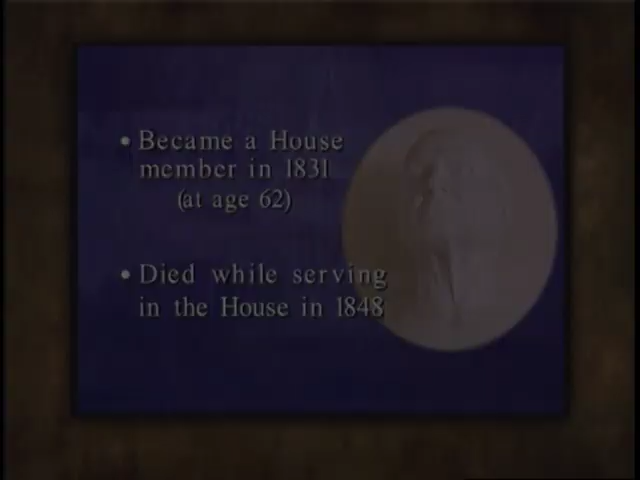 • Became a House
member in 1831
(at age 62)
• Died while serving
in the House in 1848